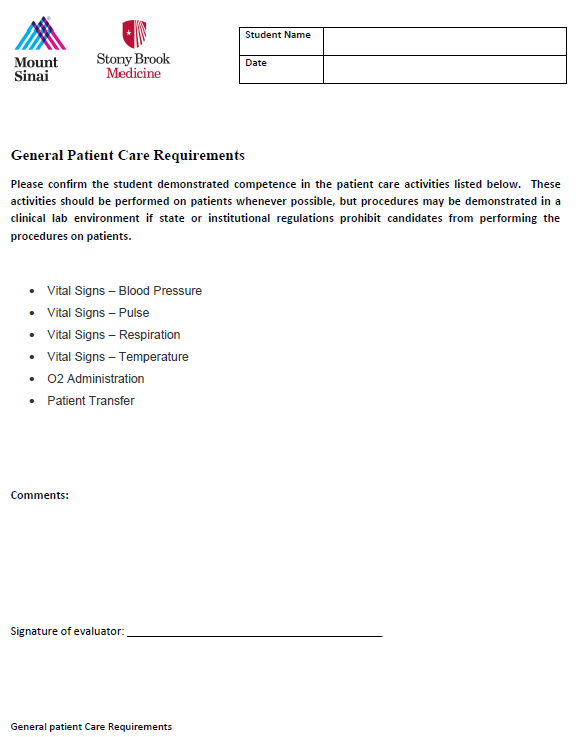 Mount
Sinai
Stony Brook
Medicine
Student Name
Date
General Patient Care Requirements
Please confirm the student demonstrated competence in the patient care activities listed below. These
activities should be performed on patients whenever possible, but procedures may be demonstrated in a
clinical lab environment if state or institutional regulations prohibit candidates from performing the
procedures on patients.
• Vital Signs – Blood Pressure
• Vital Signs – Pulse
• Vital Signs – Respiration
• Vital Signs – Temperature
• O2 Administration
• Patient Transfer
Comments:
Signature of evaluator: ___________________________________________
General patient Care Requirements